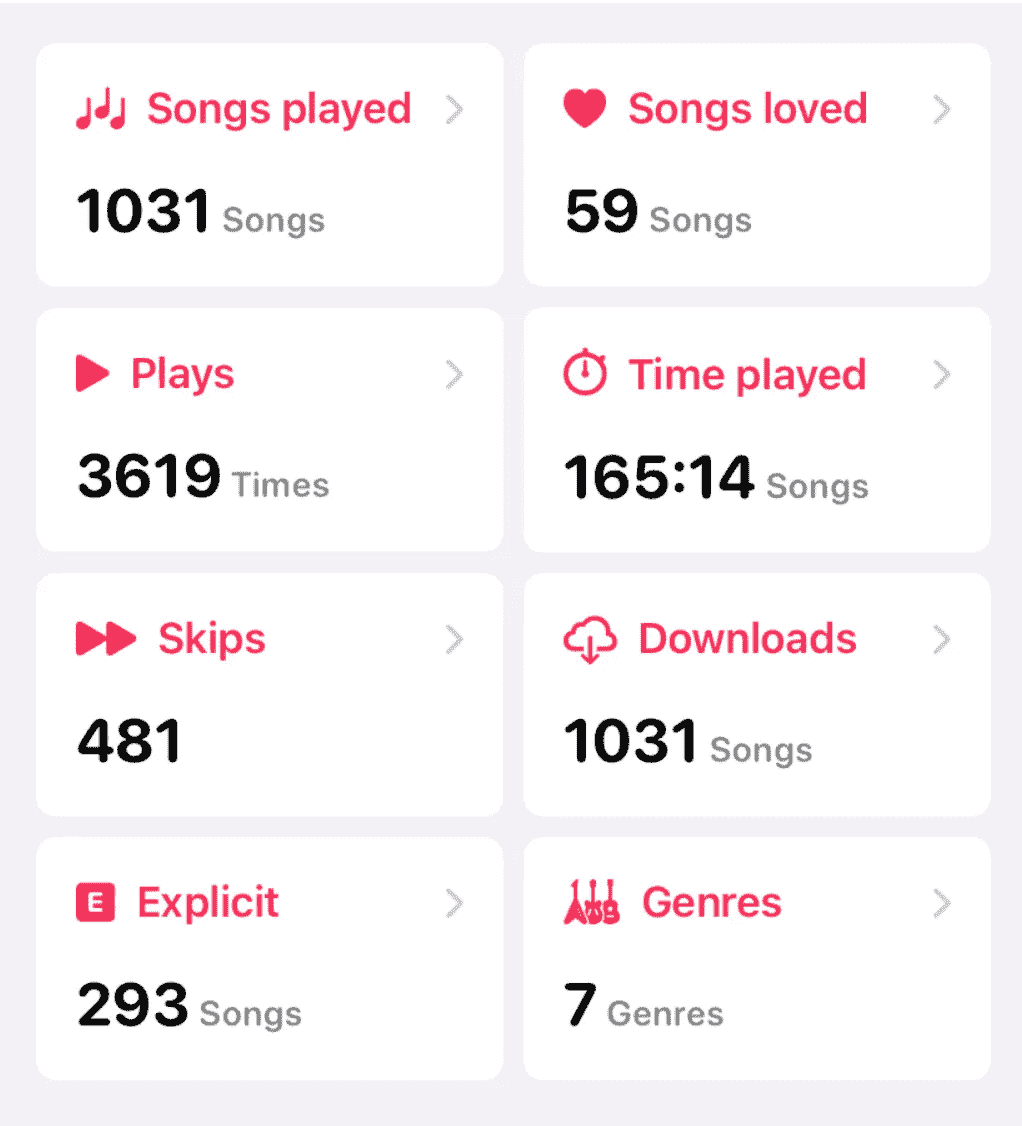 Songs played
1031 Songs
Songs loved
59 Songs
Plays
3619 Times
Time played
165:14 Songs
Skips
481
Downloads
1031 Songs
E Explicit
293 Songs
Genres
7 Genres